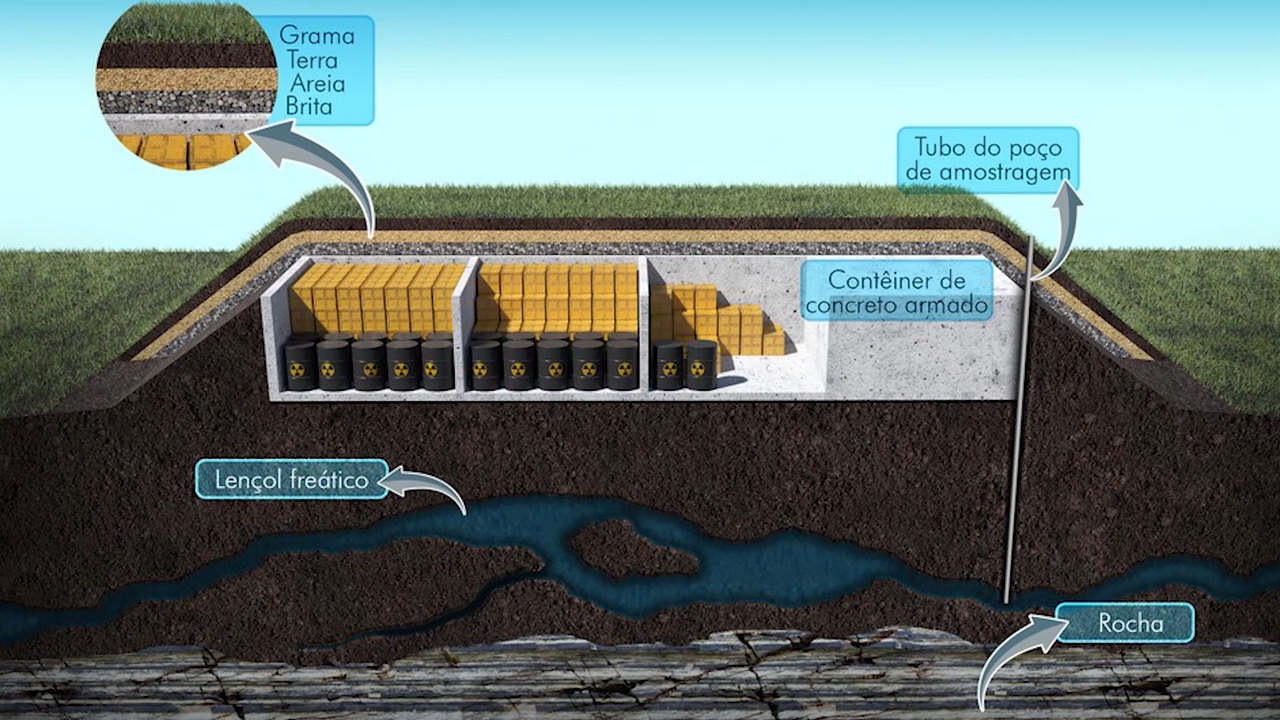 Grama
Terra
Areia
Brita
Tubo do poço
de amostragem
Contêiner de
concreto armado
Lençol freático
Rocha